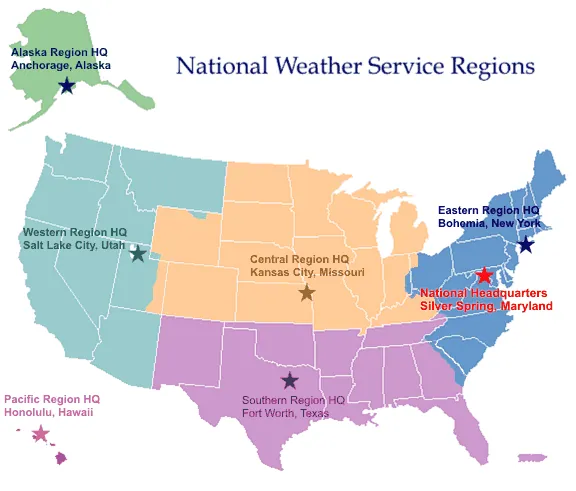 Alaska Region HQ
Anchorage, Alaska
National Weather Service Regions
Eastern Region HQ
Bohemia, New York
Western Region HQ
Salt Lake City, Utah
Central Region HQ
Kansas City, Missouri
National Headquarters
Silver Spring, Maryland
Pacific Region HQ
Honolulu, Hawaii
Southern Region HQ
Fort Worth, Texas